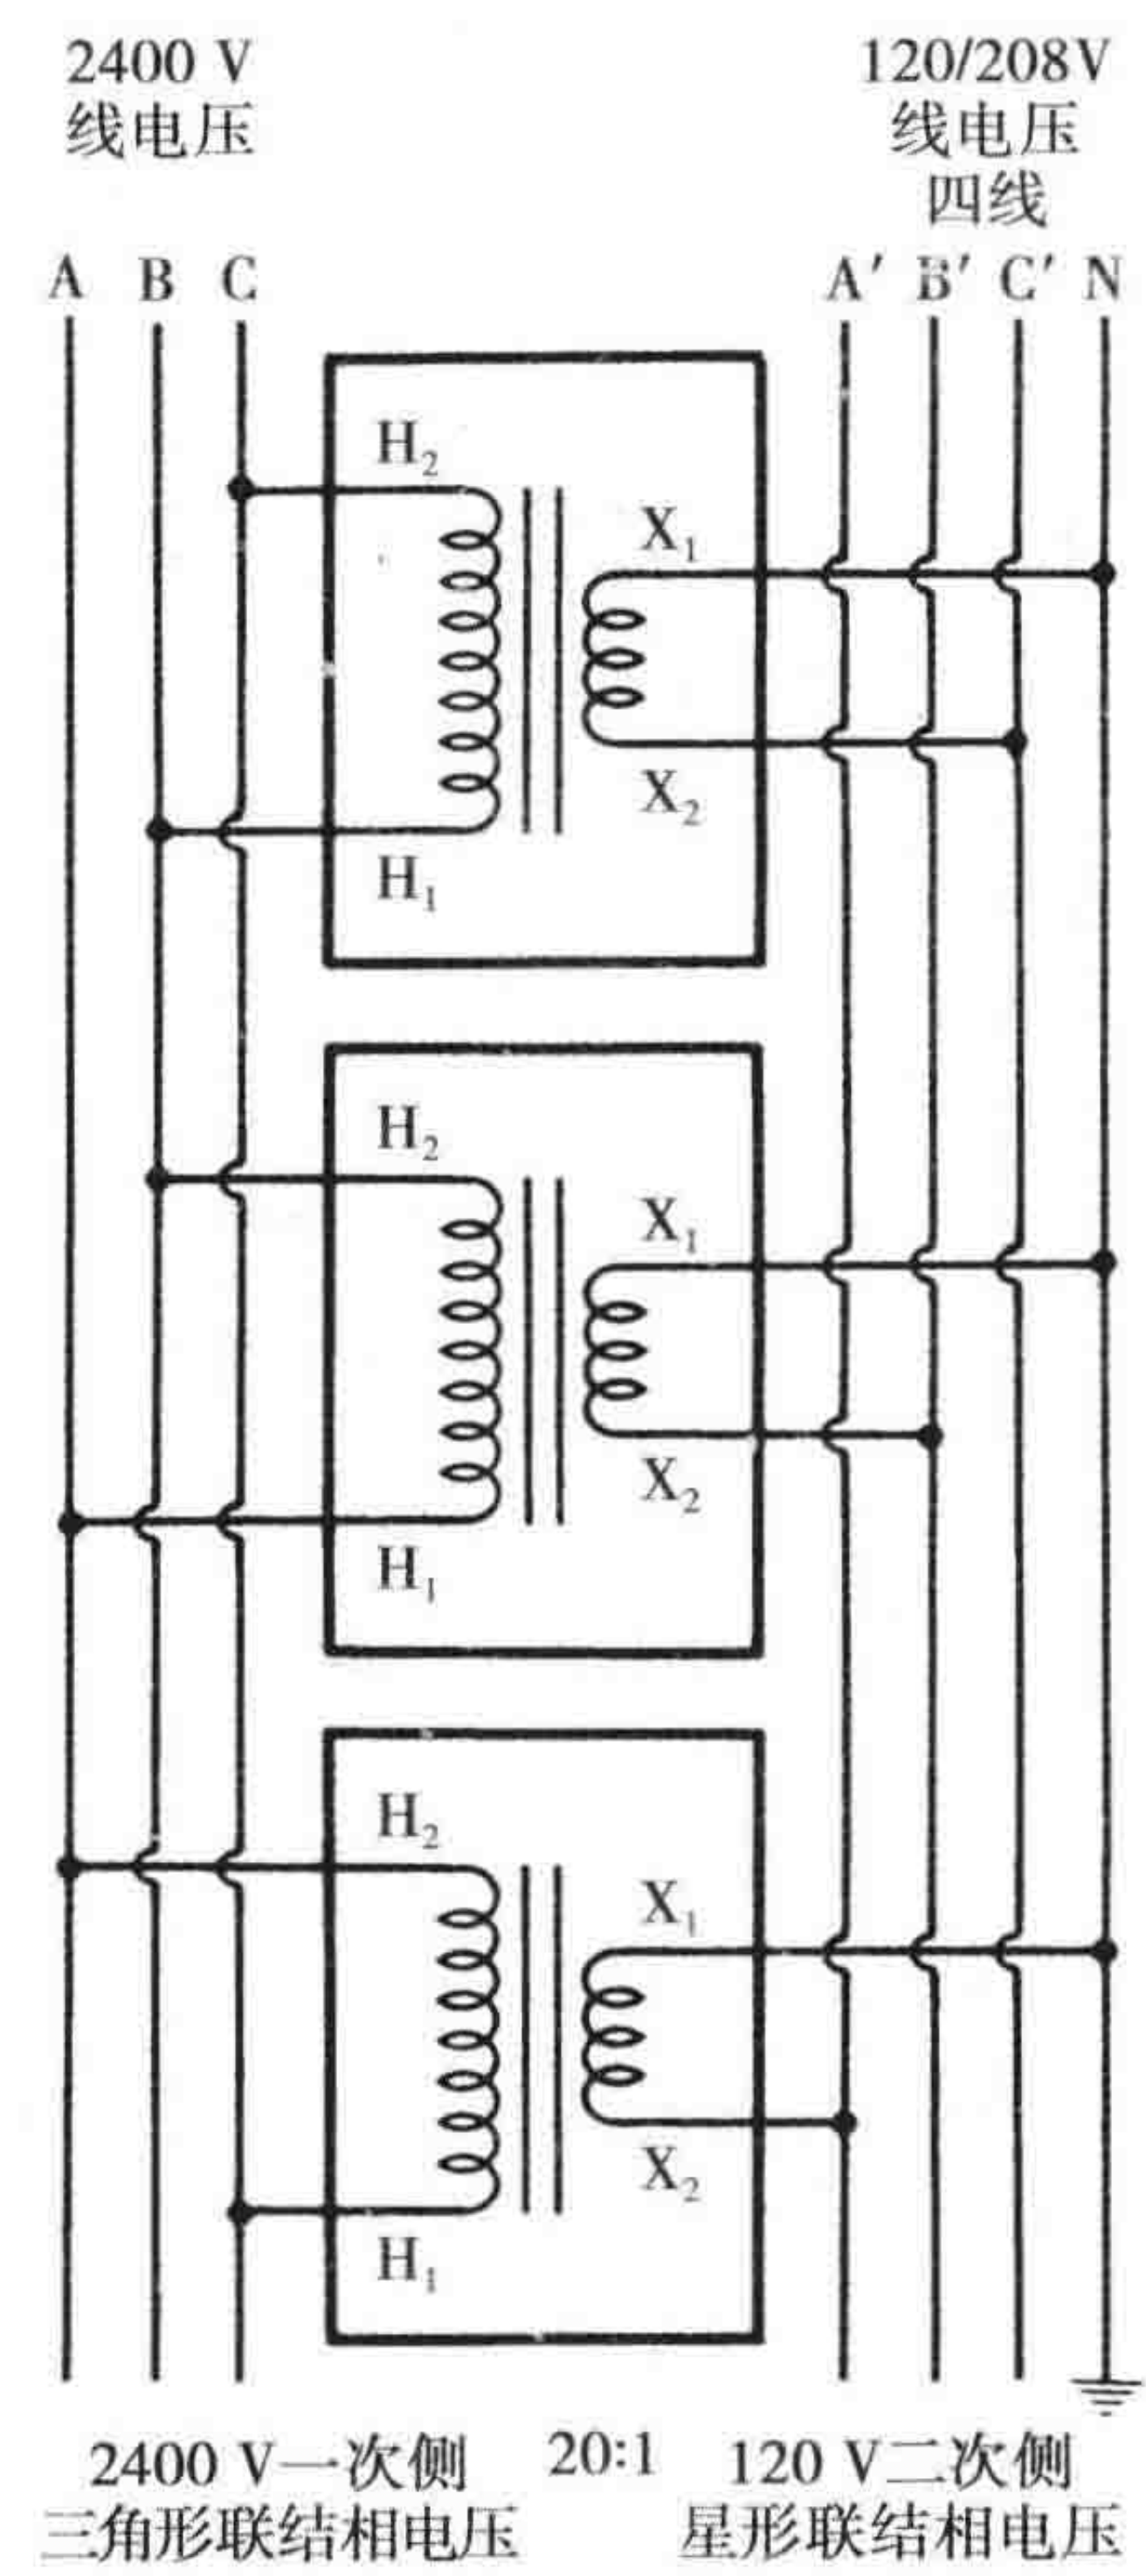 2400 V
线电压
120/208V
线电压
四线
A B C
A′ B′ C′ N
H₂
X₁
X₂
H₁
H₂
X₁
X₂
H₁
H₂
X₁
X₂
H₁
2400 V一次侧
三角形联结相电压
20:1
120 V二次侧
星形联结相电压